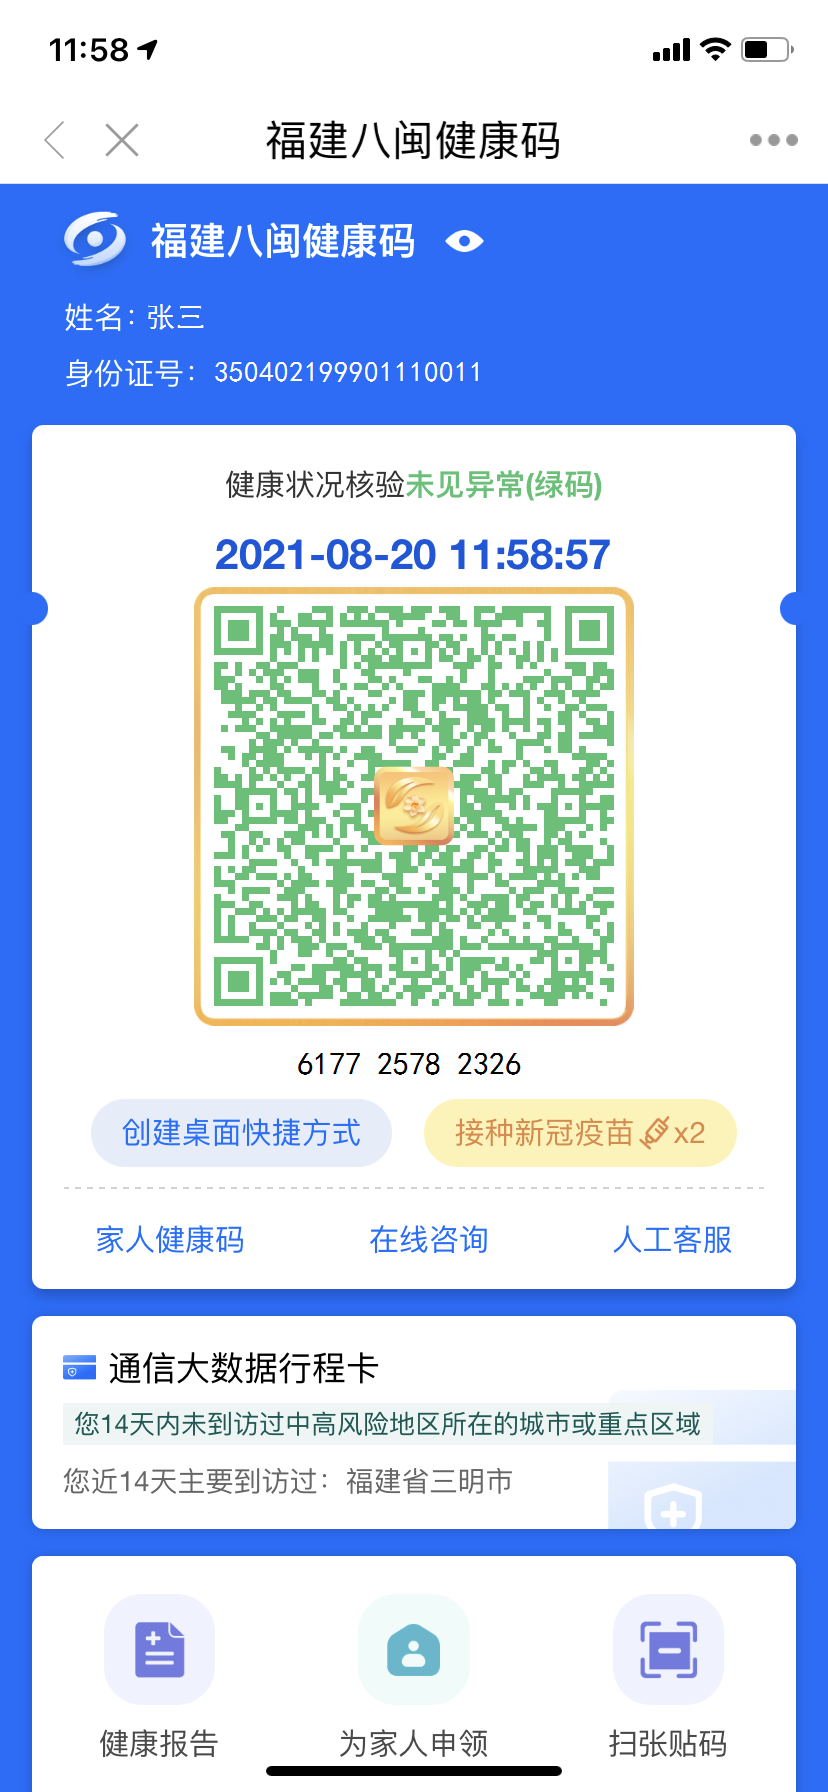 11:58
福建八闽健康码
福建八闽健康码
姓名：张三
身份证号：350402199901110011
健康状况核验未见异常(绿码)
2021-08-20 11:58:57
6177 2578 2326
创建桌面快捷方式
接种新冠疫苗x2
家人健康码
在线咨询
人工客服
通信大数据行程卡
您14天内未到访过中高风险地区所在的城市或重点区域
您近14天主要到访过：福建省三明市
健康报告
为家人申领
扫张贴码